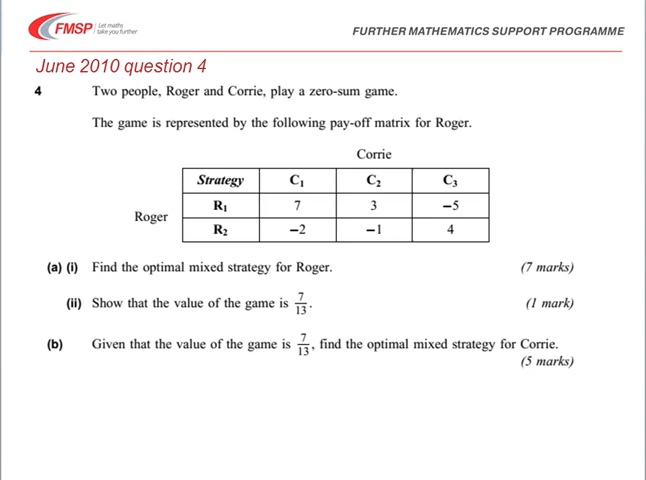 FMSP Let maths take you further
FURTHER MATHEMATICS SUPPORT PROGRAMME
June 2010 question 4
4 Two people, Roger and Corrie, play a zero-sum game.
The game is represented by the following pay-off matrix for Roger.
Corrie
Strategy C₁ C₂ C₃
Roger
R₁ 7 3 −5
R₂ −2 −1 4
(a) (i) Find the optimal mixed strategy for Roger. (7 marks)
(ii) Show that the value of the game is 7/13. (1 mark)
(b) Given that the value of the game is 7/13, find the optimal mixed strategy for Corrie.
(5 marks)